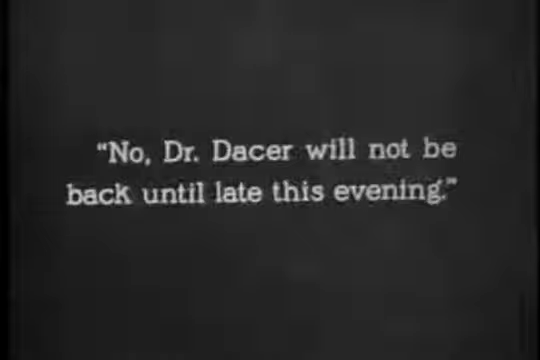 "No, Dr. Dacer will not be
back until late this evening."